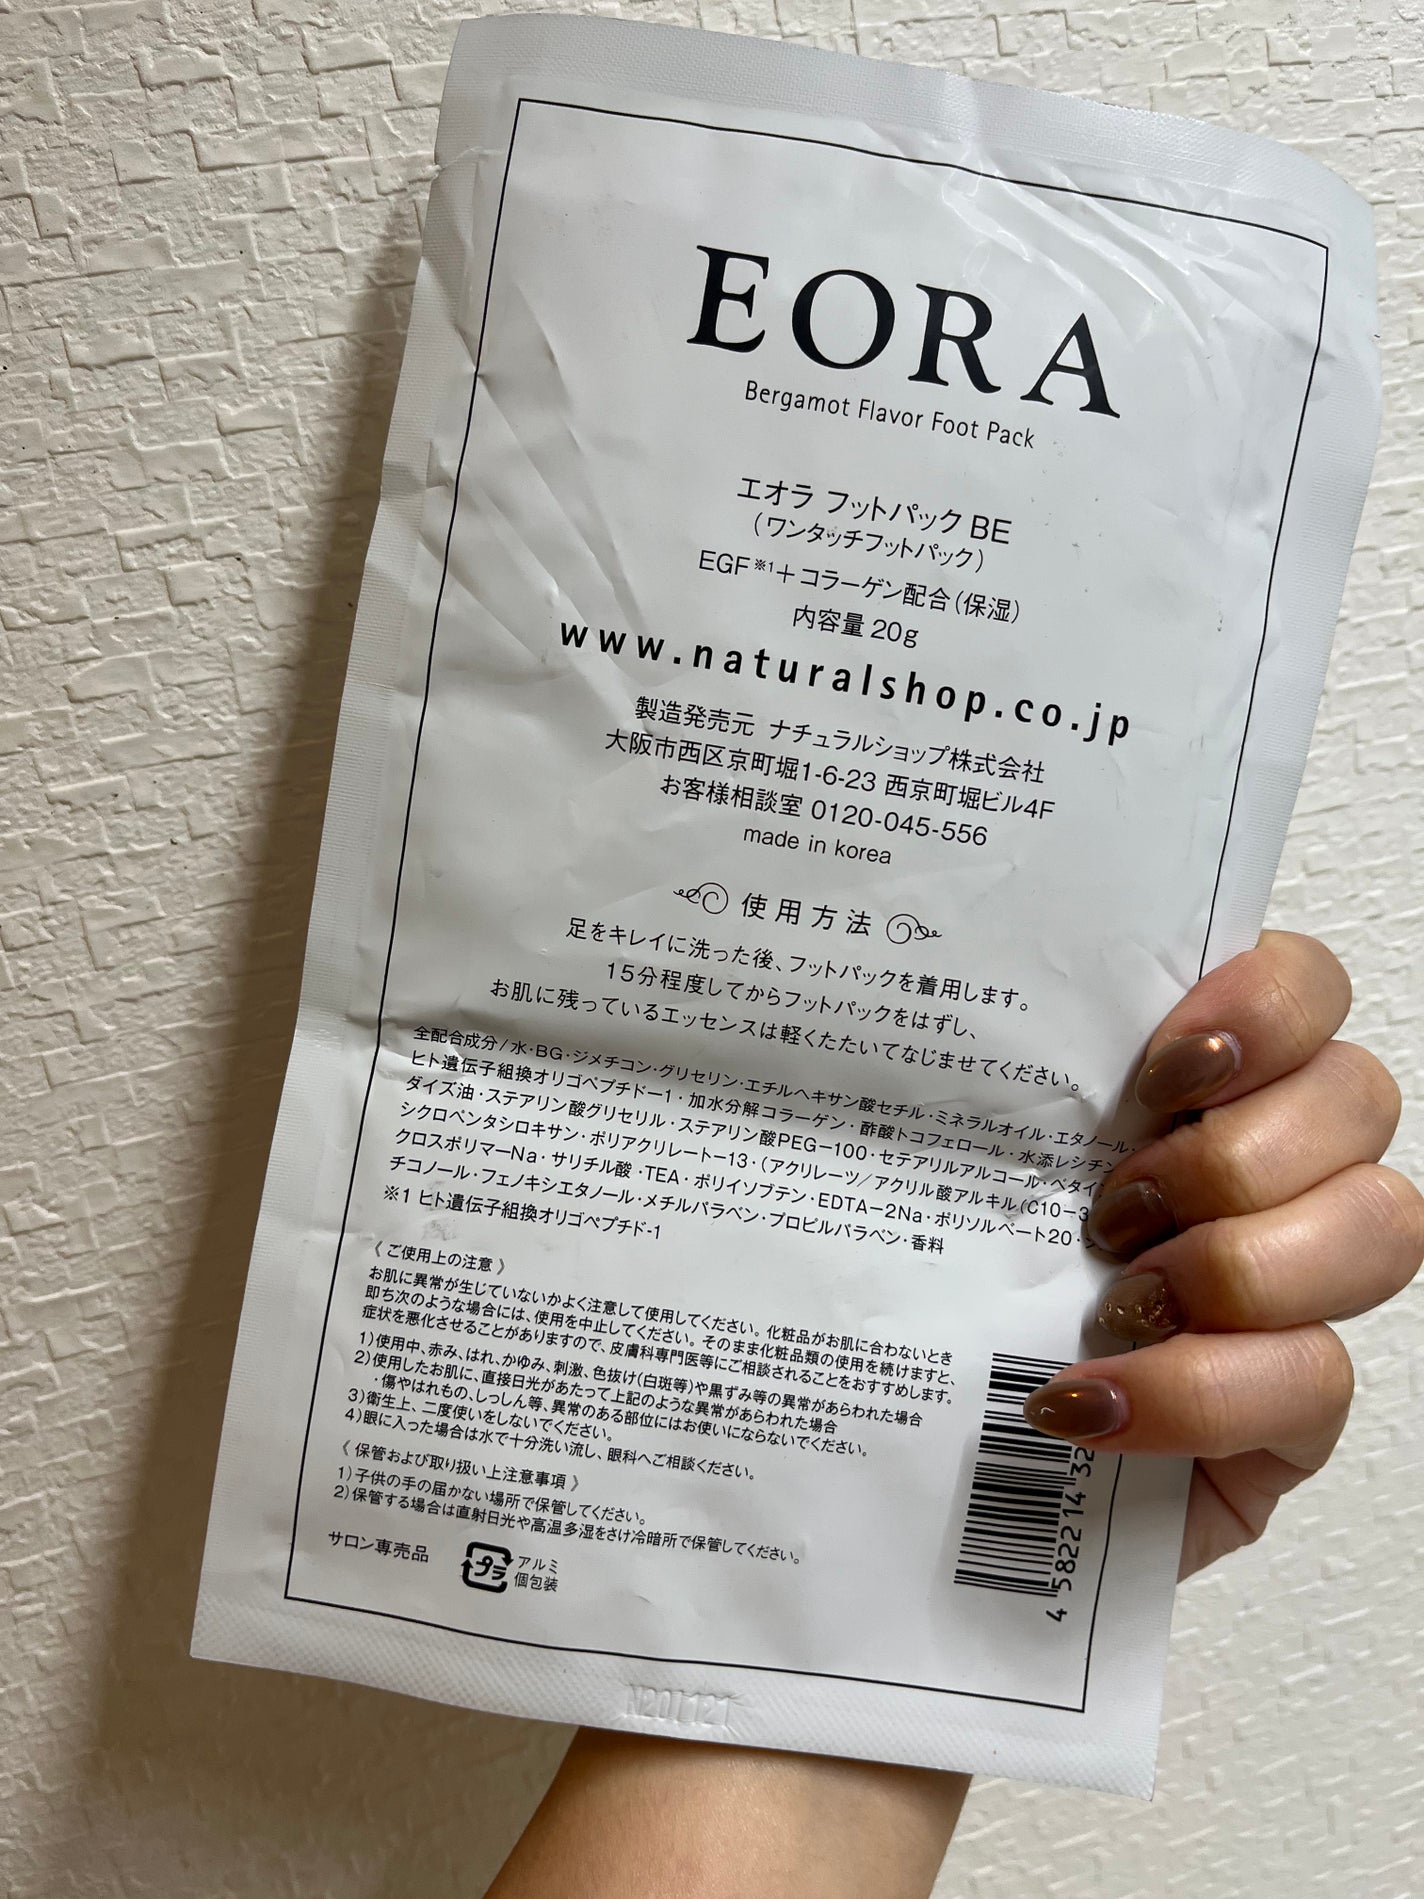 EORA
Bergamot Flavor Foot Pack
エオラ フットパック BE
(ワンタッチフットパック)
EGF※1+コラーゲン配合(保湿)
内容量 20g
www.naturalshop.co.jp
製造発売元 ナチュラルショップ株式会社
大阪市西区京町堀1-6-23 西京町堀ビル4F
お客様相談室 0120-045-556
made in korea
使用方法
足をキレイに洗った後、フットパックを着用します。
15分程度してからフットパックをはずし、
お肌に残っているエッセンスは軽くたたいてなじませてください。
全配合成分/水・BG・ジメチコン・グリセリン・エチルヘキサン酸セチル・ミネラルオイル・エタノール・
ヒト遺伝子組換オリゴペプチドー1・加水分解コラーゲン・酢酸トコフェロール・水添レシチン
ダイズ油・ステアリン酸グリセリル・ステアリン酸PEG-100・セテアリルアルコール・ベタイ
シクロペンタシロキサン・ポリアクリレート-13・(アクリレーツ/アクリル酸アルキル(C10-3
クロスポリマーNa・サリチル酸・TEA・ポリイソブテン・EDTA-2Na・ポリソルベート20・
チコノール・フェノキシエタノール・メチルパラベン・プロピルパラベン・香料
※1 ヒト遺伝子組換オリゴペプチド-1
《 ご使用上の注意 》
お肌に異常が生じていないかよく注意して使用してください。化粧品がお肌に合わないとき
即ち次のような場合には、使用を中止してください。そのまま化粧品類の使用を続けますと、
症状を悪化させることがありますので、皮膚科専門医等にご相談されることをおすすめします。
1)使用中、赤み、はれ、かゆみ、刺激、色抜け(白斑等)や黒ずみ等の異常があらわれた場合
2)使用したお肌に、直接日光があたって上記のような異常があらわれた場合
・傷やはれもの、しっしん等、異常のある部位にはお使いにならないでください。
3)衛生上、二度使いをしないでください。
4)眼に入った場合は水で十分洗い流し、眼科へご相談ください。
《 保管および取り扱い上注意事項 》
1)子供の手の届かない場所で保管してください。
2)保管する場合は直射日光や高温多湿をさけ冷暗所で保管してください。
サロン専売品
プラ
アルミ
個包装
4 582214 32
N201121